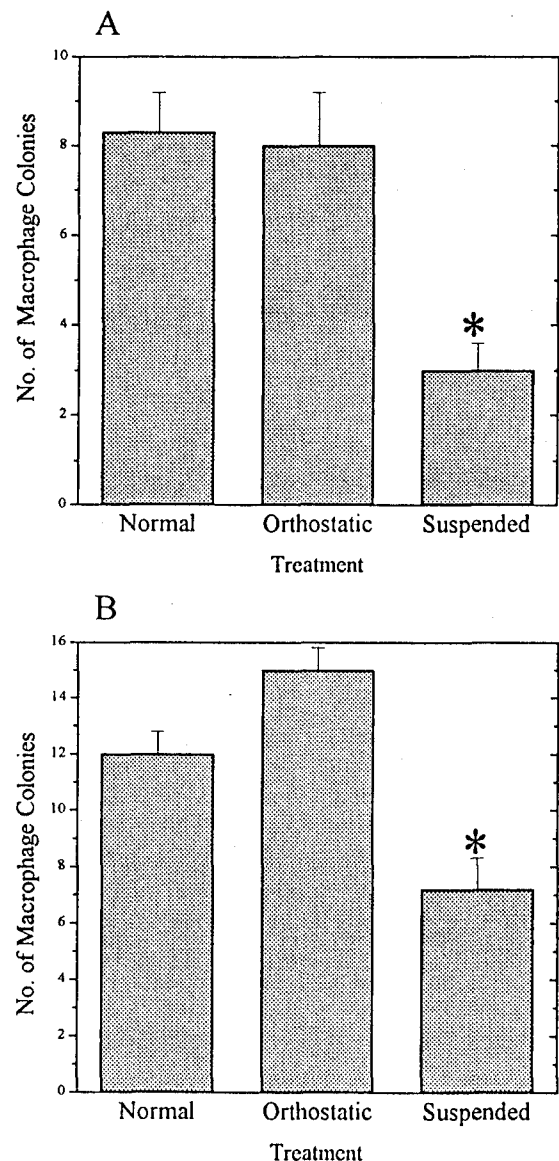 A
No. of Macrophage Colonies
10
8
6
4
2
0
*
Normal Orthostatic Suspended
Treatment
B
No. of Macrophage Colonies
16
14
12
10
8
6
4
2
0
*
Normal Orthostatic Suspended
Treatment